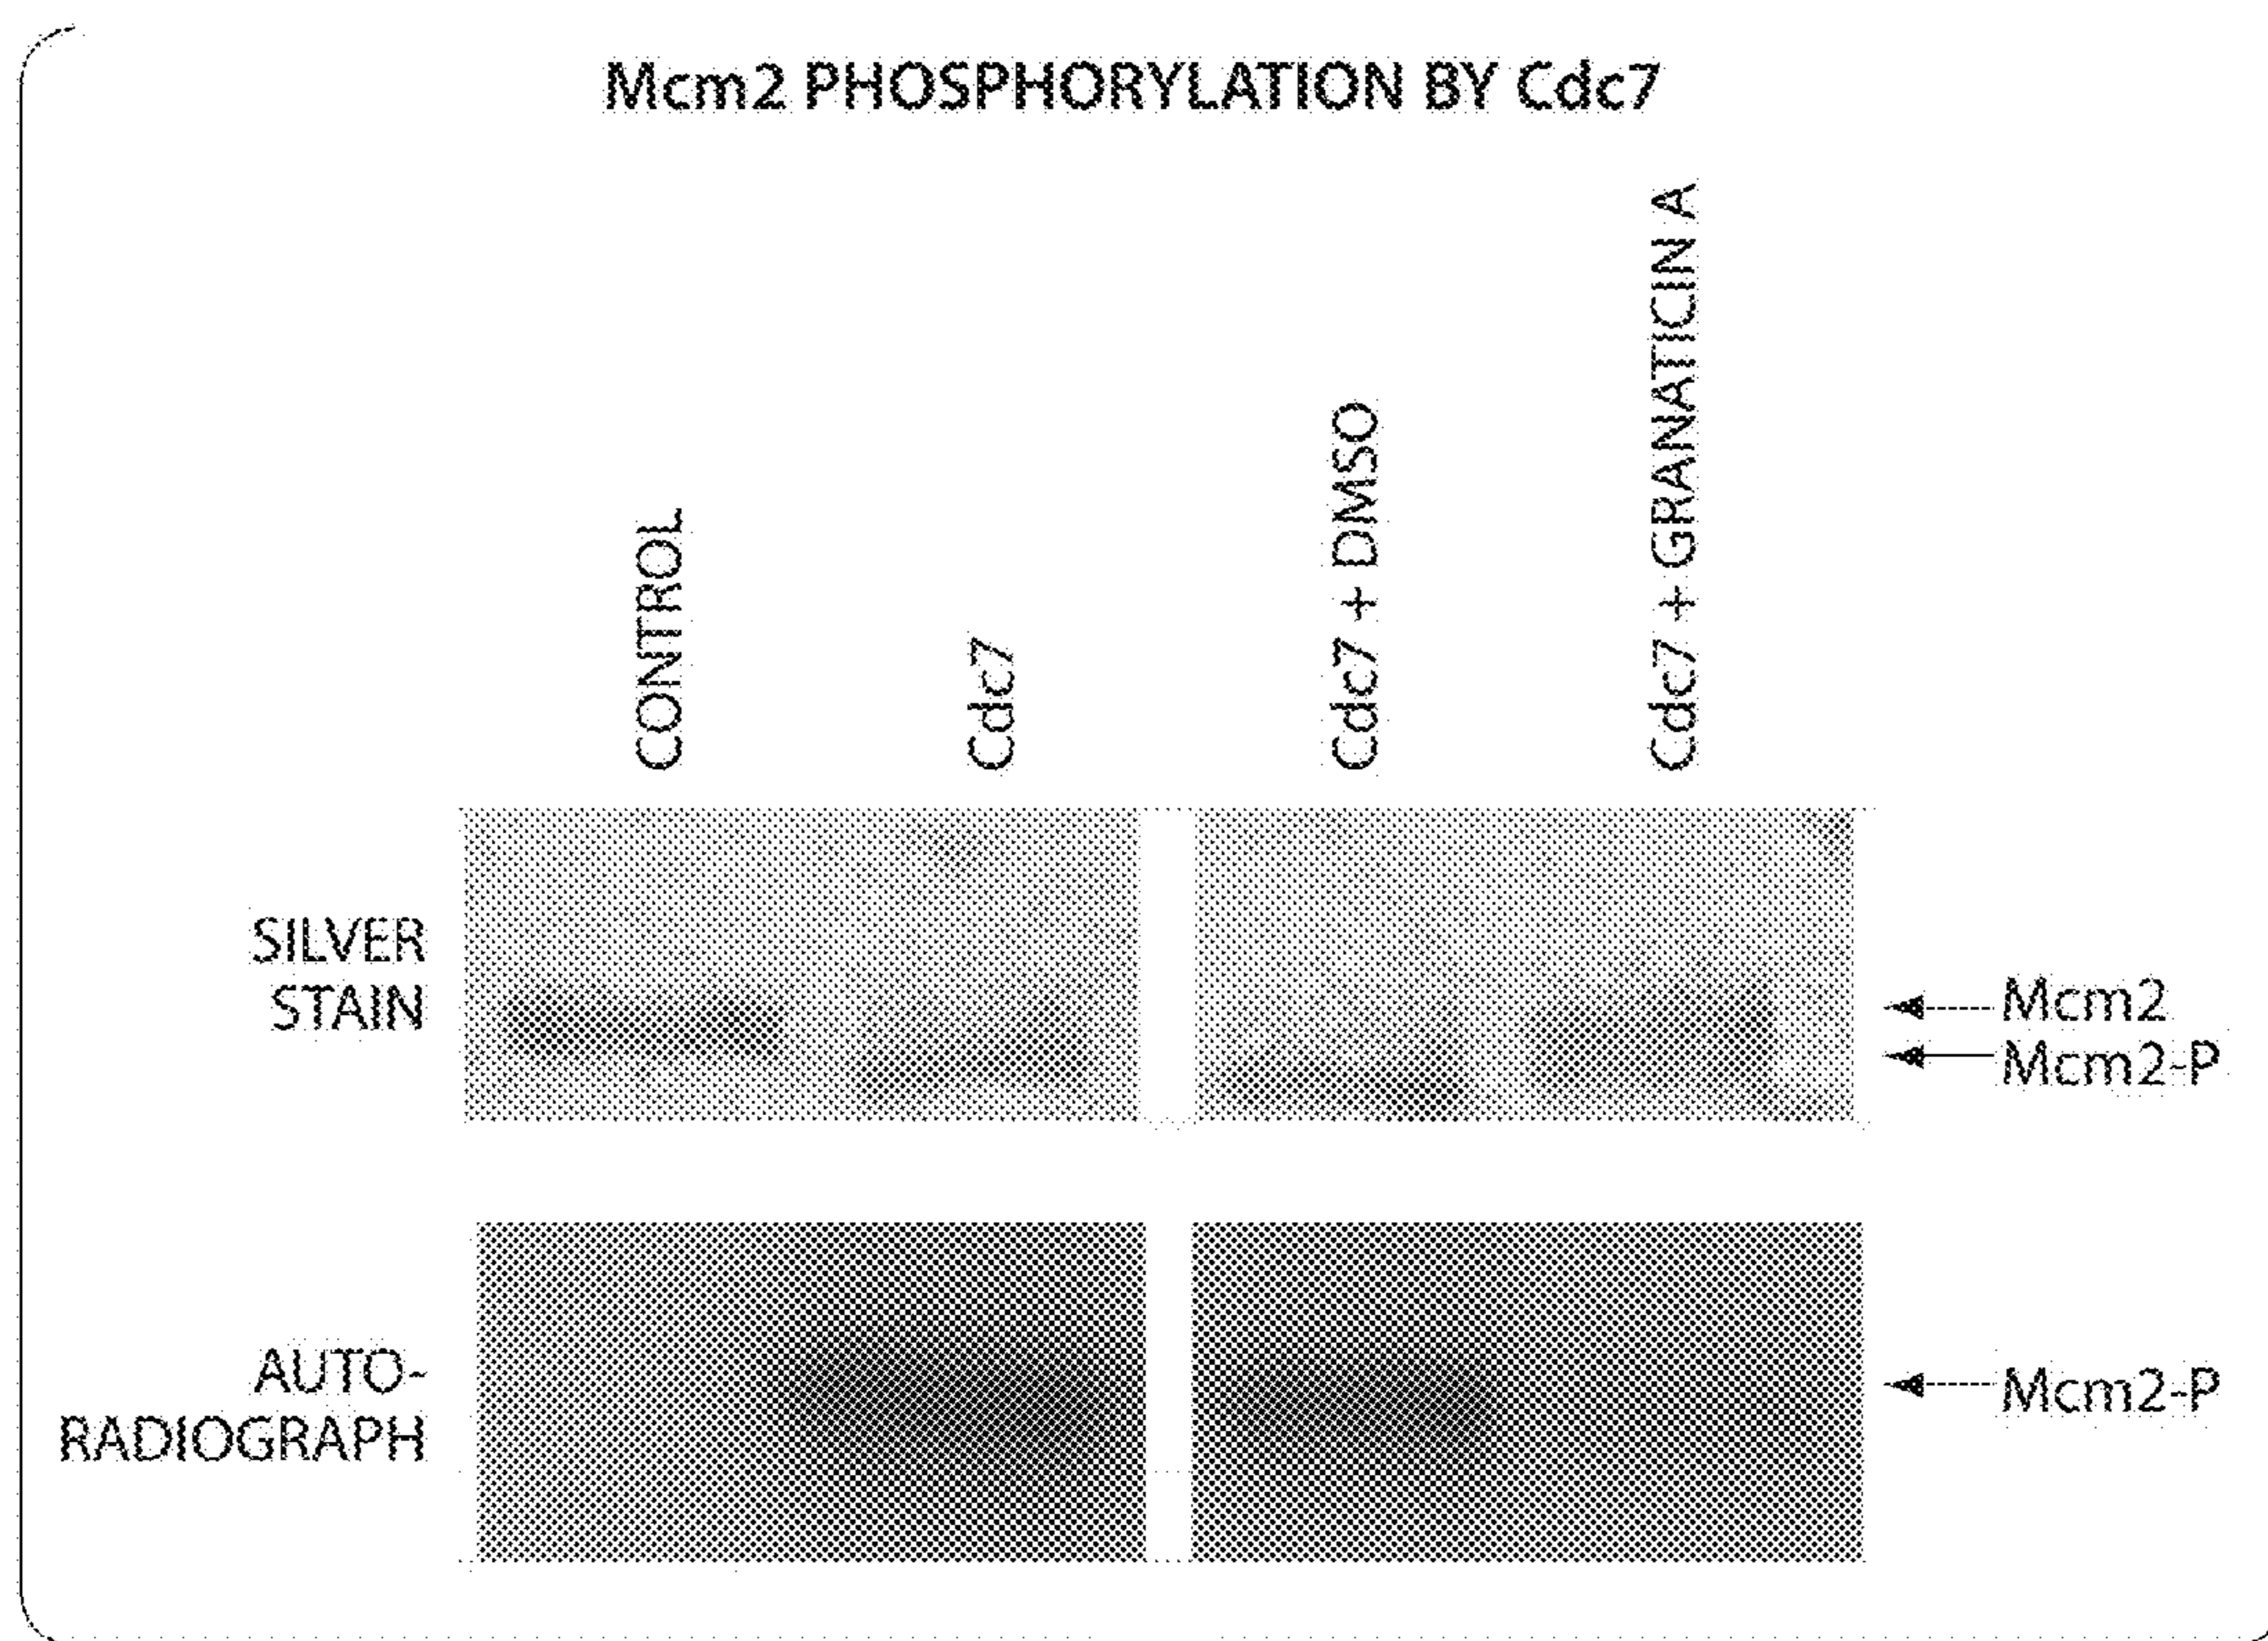 Mcm2 PHOSPHORYLATION BY Cdc7
CONTROL
Cdc7
Cdc7 + DMSO
Cdc7 + GRANATICIN A
SILVER
STAIN
Mcm2
Mcm2-P
AUTO-
RADIOGRAPH
Mcm2-P